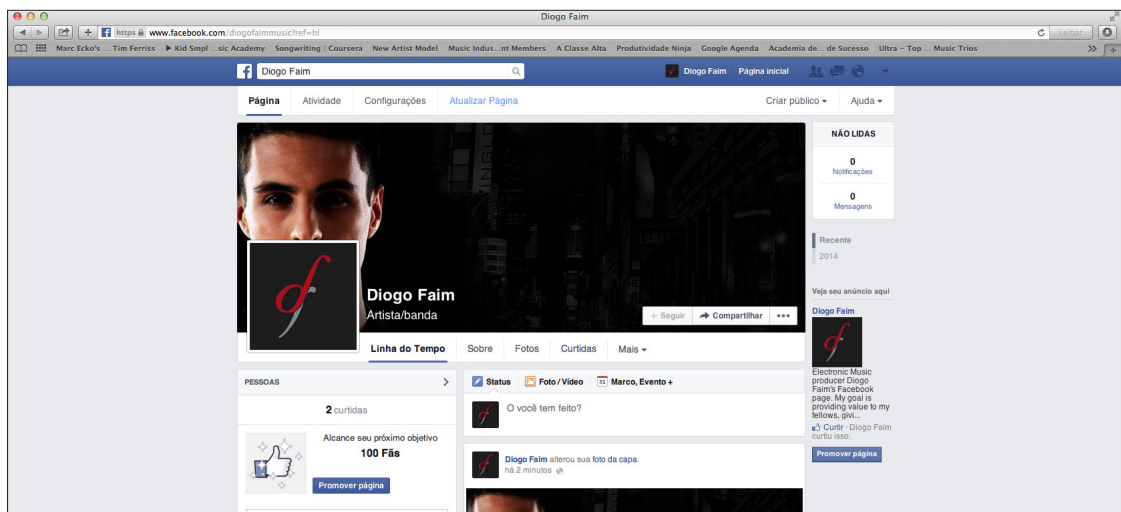 Diogo Faim
https www.facebook.com/diogofaimmusic?ref=hl
Leitor
Marc Ecko's ... Tim Ferriss
Kid Smpl ...sic Academy
Songwriting | Coursera
New Artist Model
Music Indus...nt Members
A Classe Alta
Produtividade Ninja
Google Agenda
Academia de... de Sucesso
Ultra – Top ... Music Trios
Diogo Faim
Diogo Faim
Página inicial
Página
Atividade
Configurações
Atualizar Página
Criar público
Ajuda
NÃO LIDAS
0
Notificações
0
Mensagens
Recente
2014
Diogo Faim
Artista/banda
+ Seguir
Compartilhar
Linha do Tempo
Sobre
Fotos
Curtidas
Mais
PESSOAS
2 curtidas
Alcance seu próximo objetivo
100 Fãs
Promover página
Status
Foto / Vídeo
31
Marco, Evento +
O você tem feito?
Diogo Faim alterou sua foto da capa.
há 2 minutos
Veja seu anúncio aqui
Diogo Faim
Electronic Music
producer Diogo
Faim's Facebook
page. My goal is
providing value to my
fellows, givi...
Curtir · Diogo Faim
curtiu isso.
Promover página